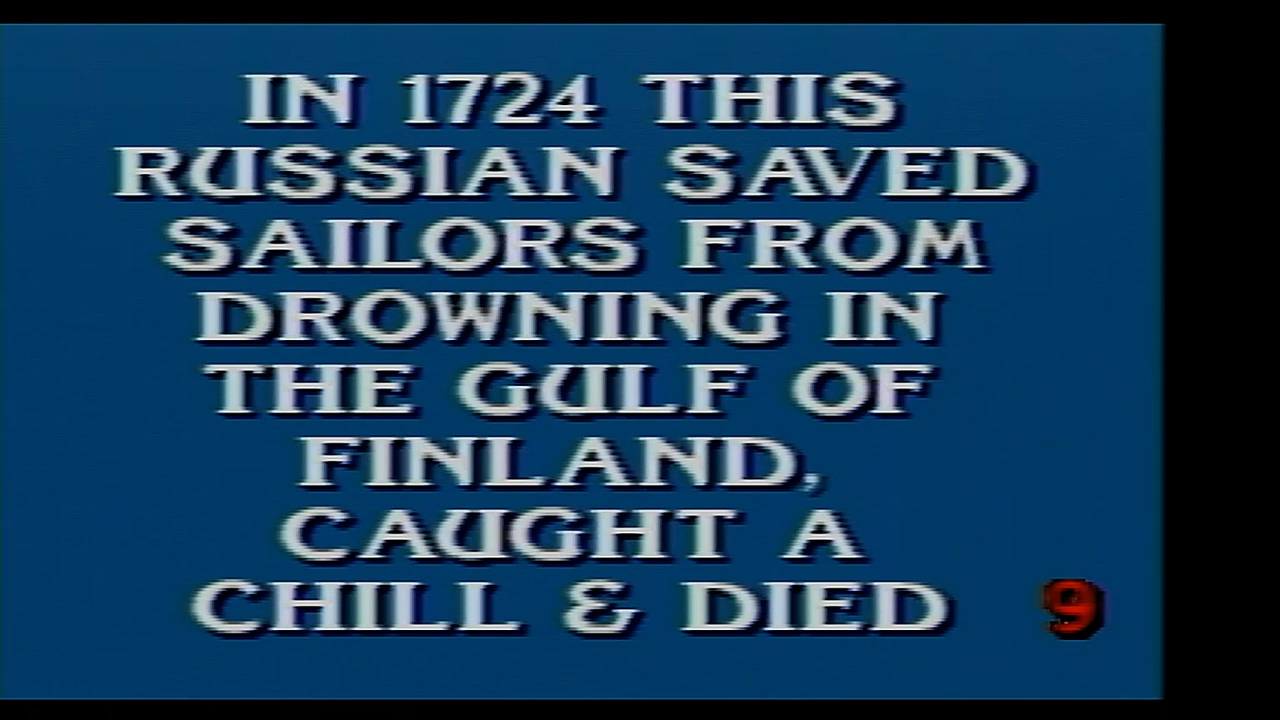 IN 1724 THIS
RUSSIAN SAVED
SAILORS FROM
DROWNING IN
THE GULF OF
FINLAND,
CAUGHT A
CHILL & DIED
9